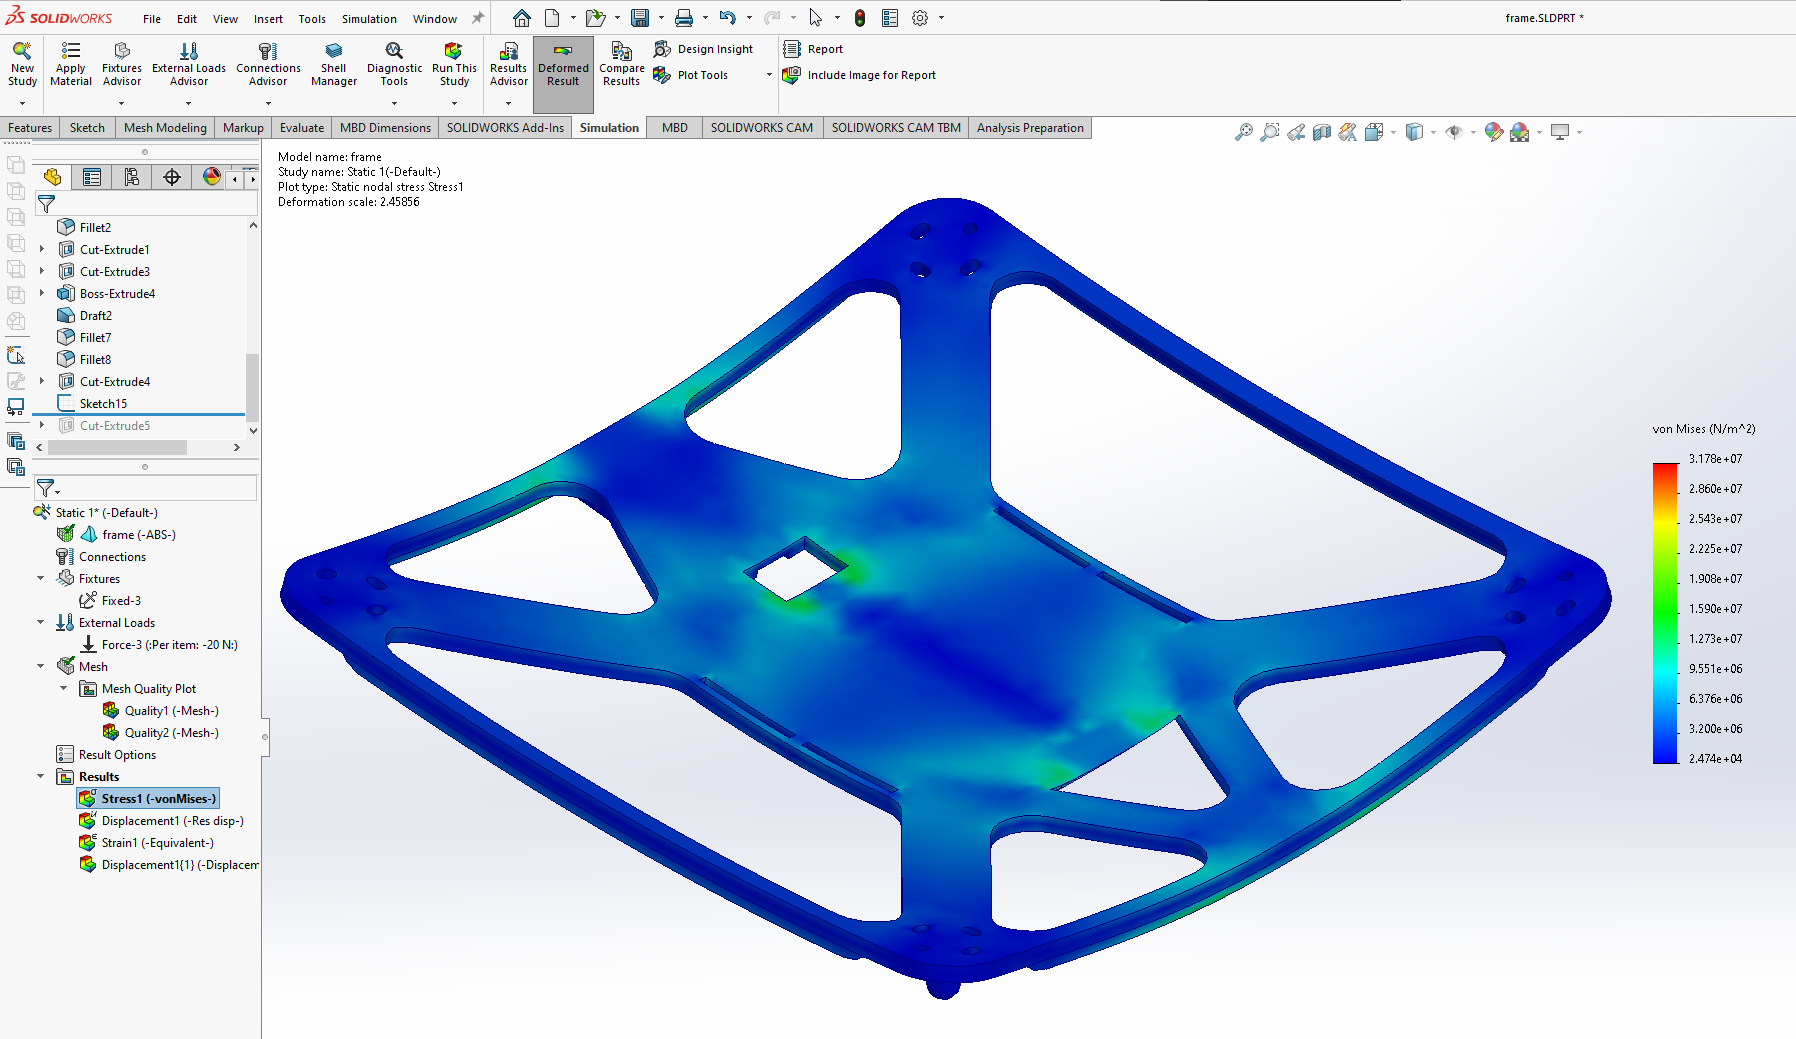 SOLIDWORKS File Edit View Insert Tools Simulation Window frame.SLDPRT *
New Study
Apply Material
Fixtures Advisor
External Loads Advisor
Connections Advisor
Shell Manager
Diagnostic Tools
Run This Study
Results Advisor
Deformed Result
Compare Results
Design Insight
Plot Tools
Report
Include Image for Report
Features Sketch Mesh Modeling Markup Evaluate MBD Dimensions SOLIDWORKS Add-Ins Simulation MBD SOLIDWORKS CAM SOLIDWORKS CAM TBM Analysis Preparation
Fillet2
Cut-Extrude1
Cut-Extrude3
Boss-Extrude4
Draft2
Fillet7
Fillet8
Cut-Extrude4
Sketch15
Cut-Extrude5
Static 1* (-Default-)
frame (-ABS-)
Connections
Fixtures
Fixed-3
External Loads
Force-3 (:Per item: -20 N:)
Mesh
Mesh Quality Plot
Quality1 (-Mesh-)
Quality2 (-Mesh-)
Result Options
Results
Stress1 (-vonMises-)
Displacement1 (-Res disp-)
Strain1 (-Equivalent-)
Displacement1{1} (-Displacem
Model name: frame
Study name: Static 1(-Default-)
Plot type: Static nodal stress Stress1
Deformation scale: 2.45856
von Mises (N/m^2)
3.178e+07
2.860e+07
2.543e+07
2.225e+07
1.908e+07
1.590e+07
1.273e+07
9.551e+06
6.376e+06
3.200e+06
2.474e+04